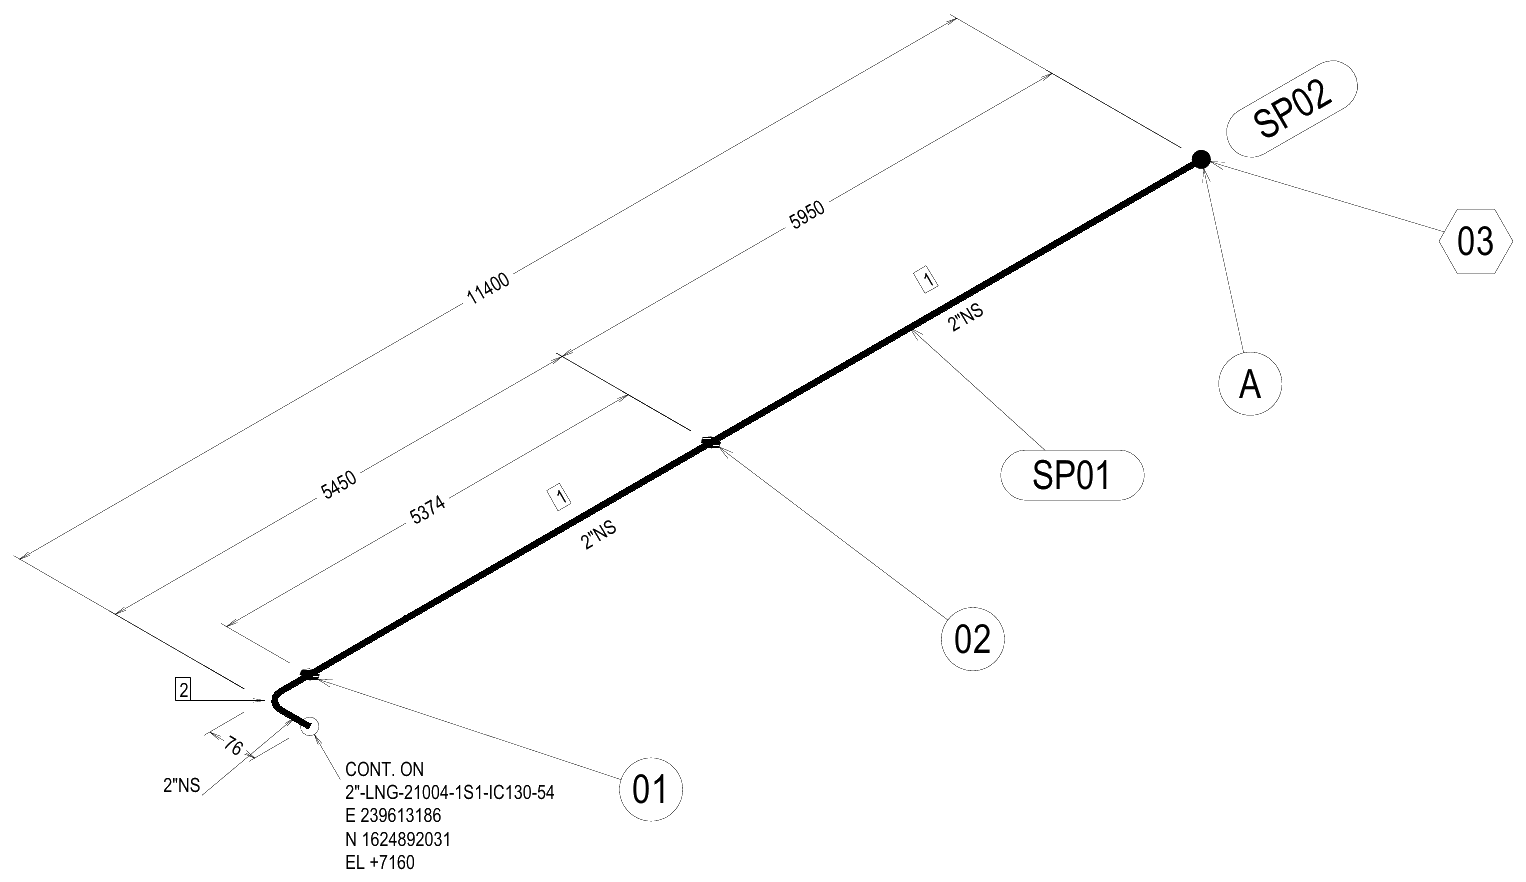 SP02
5950
03
11400
1
2"NS
A
SP01
5450
1
5374
2"NS
02
2
76
2"NS
01
CONT. ON
2"-LNG-21004-1S1-IC130-54
E 239613186
N 1624892031
EL +7160